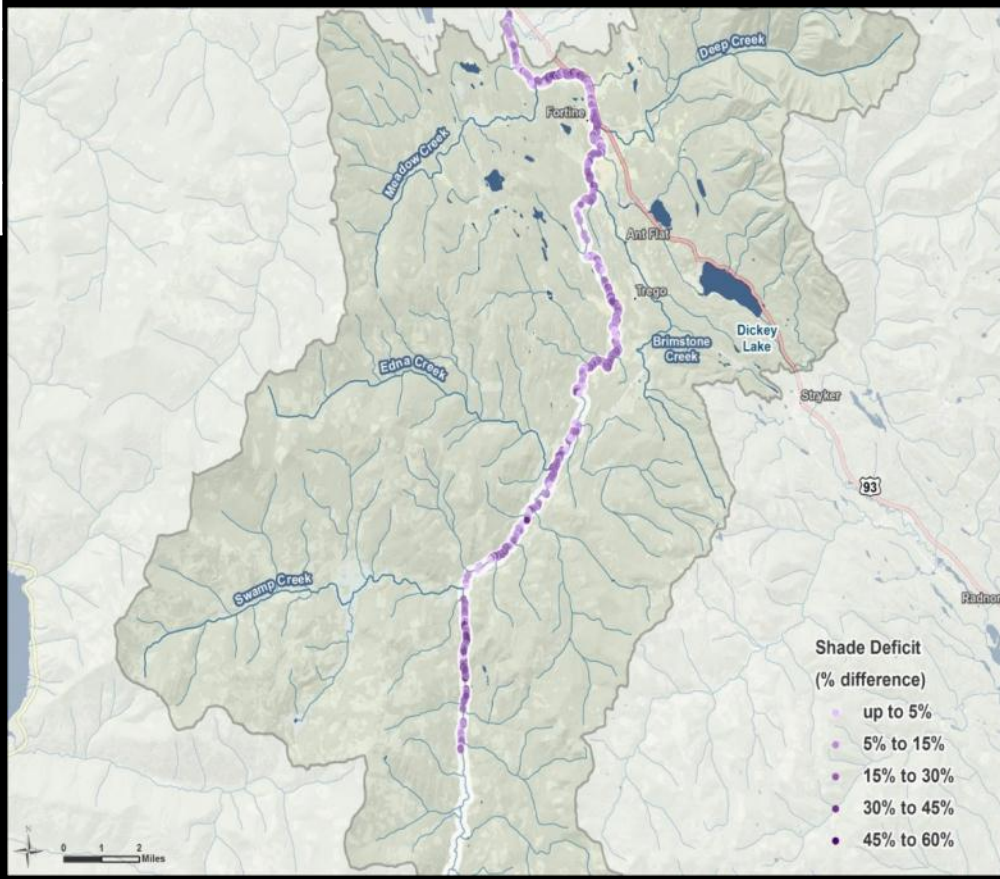 Deep Creek
Fortine
Meadow Creek
Ant Flat
Trego
Dickey
Lake
Brimstone
Creek
Edna Creek
Stryker
93
Swamp Creek
Radnor
Shade Deficit
(% difference)
up to 5%
5% to 15%
15% to 30%
30% to 45%
45% to 60%
N
0 1 2
Miles